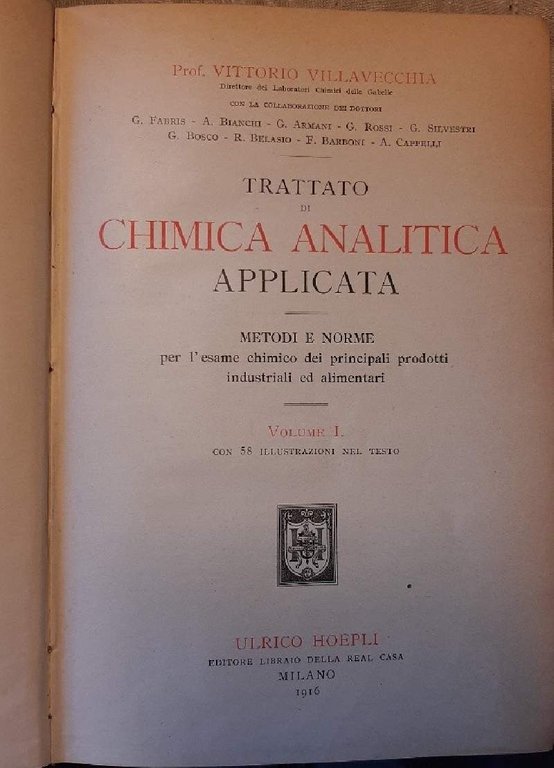 Prof. VITTORIO VILLAVECCHIA
Direttore dei Laboratori Chimici delle Gabelle
CON LA COLLABORAZIONE DEI DOTTORI
G. FABRIS - A. BIANCHI - G. ARMANI - G. ROSSI - G. SILVESTRI
G. BOSCO - R. BELASIO - F. BARBONI - A. CAPPELLI
TRATTATO
DI
CHIMICA ANALITICA
APPLICATA
METODI E NORME
per l'esame chimico dei principali prodotti
industriali ed alimentari
VOLUME I.
CON 58 ILLUSTRAZIONI NEL TESTO
ULRICO HOEPLI
EDITORE LIBRAIO DELLA REAL CASA
MILANO
1916